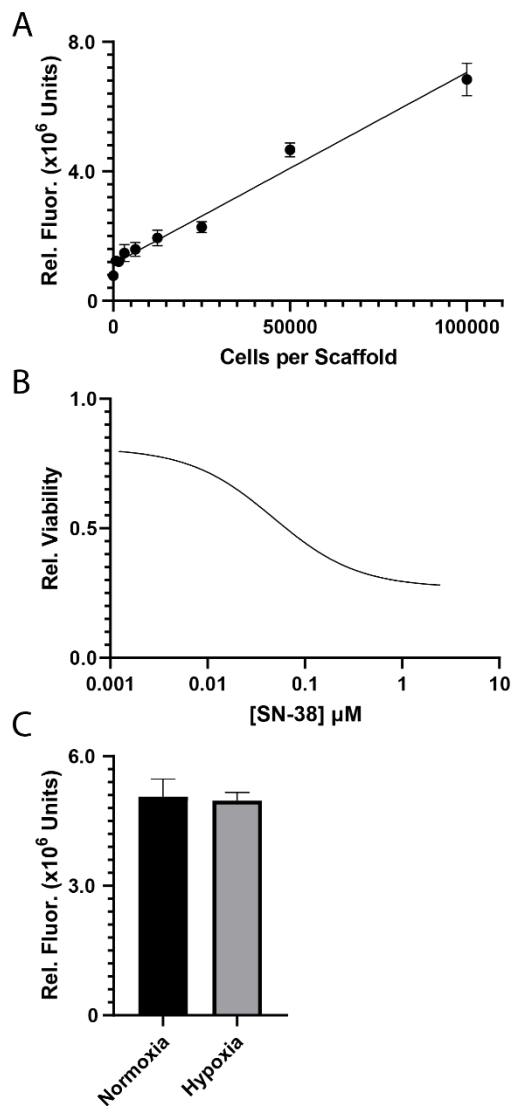 A
Rel. Fluor. (x10⁶ Units)
8.0
4.0
0
0
50000
100000
Cells per Scaffold
B
Rel. Viability
1.0
0.5
0.0
0.001
0.01
0.1
1
10
[SN-38] µM
C
Rel. Fluor. (x10⁶ Units)
6.0
3.0
0
Normoxia
Hypoxia